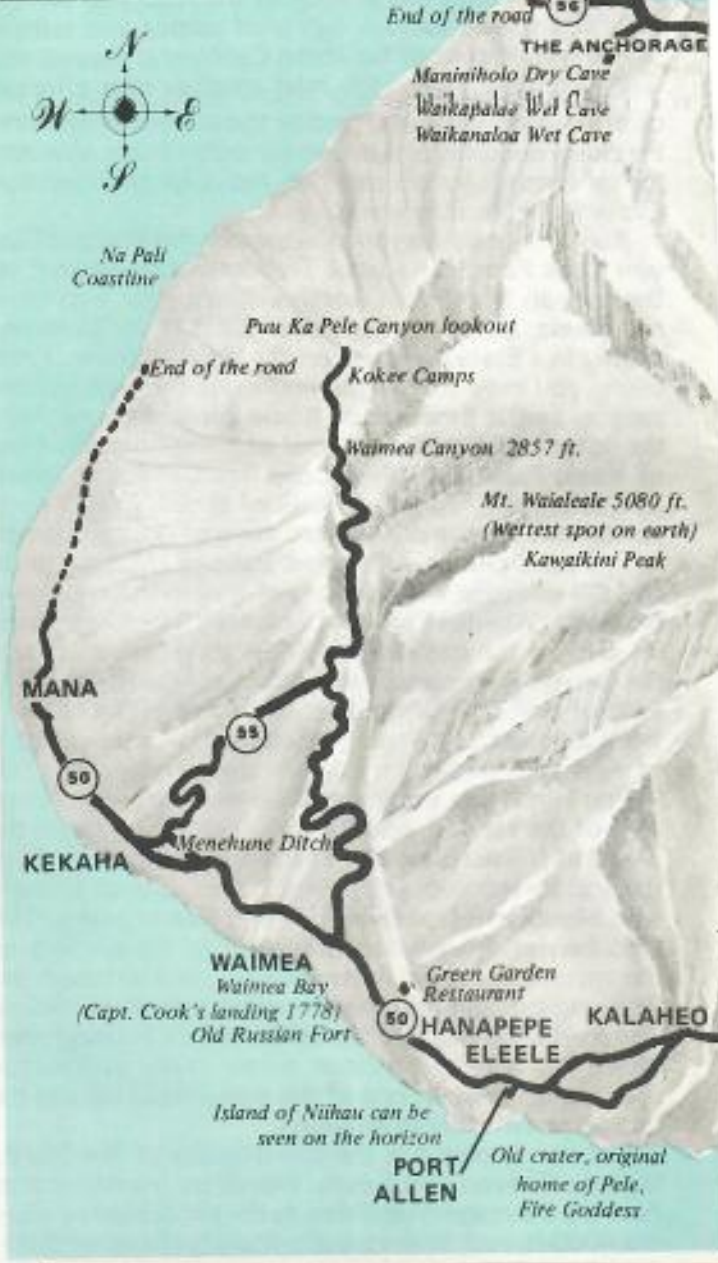 End of the road
56
THE ANCHORAGE
Maniniholo Dry Cave
Waikapalae Wet Cave
Waikanaloa Wet Cave
N
W
E
S
Na Pali
Coastline
Puu Ka Pele Canyon lookout
End of the road
Kokee Camps
Waimea Canyon 2857 ft.
Mt. Waialeale 5080 ft.
(Wettest spot on earth)
Kawaikini Peak
MANA
55
50
Menehune Ditch
KEKAHA
WAIMEA
Waimea Bay
(Capt. Cook's landing 1778)
Old Russian Fort
Green Garden
Restaurant
50
HANAPEPE
KALAHEO
ELEELE
Island of Niihau can be
seen on the horizon
PORT
ALLEN
Old crater, original
home of Pele,
Fire Goddess